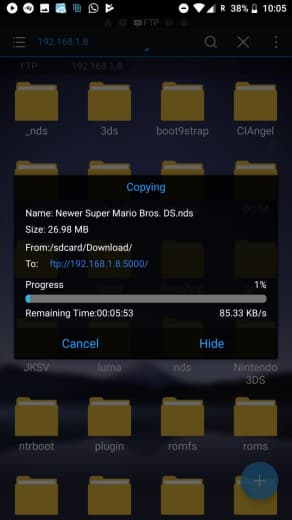 R 38% 10:05
FTP
192.168.1.8
FTP 192.168.1.8
_nds 3ds boot9strap CIAngel
Copying
Name: Newer Super Mario Bros. DS.nds
Size: 26.98 MB
From:/sdcard/Download/
To: ftp://192.168.1.8:5000/
Progress 1%
Remaining Time:00:05:53 85.33 KB/s
Cancel Hide
JKSV luma nds Nintendo
3DS
ntrboot plugin romfs roms